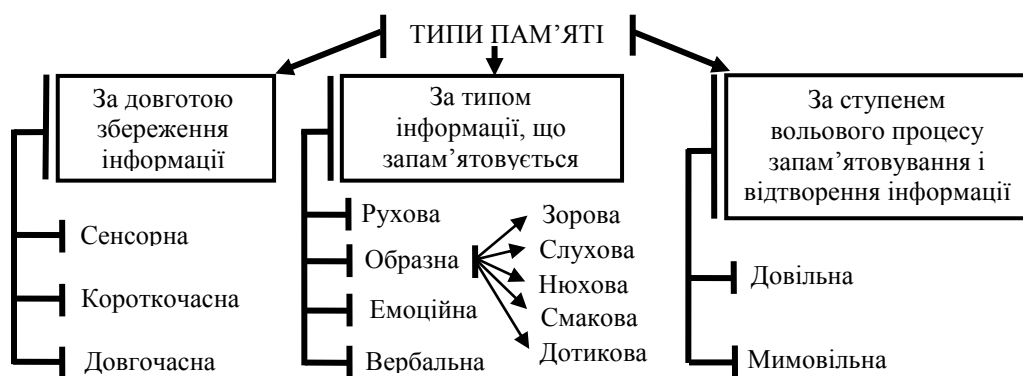 ТИПИ ПАМ’ЯТІ
За довготою
збереження
інформації
Сенсорна
Короткочасна
Довгочасна
За типом
інформації, що
запам’ятовується
Рухова
Образна
Емоційна
Вербальна
Зорова
Слухова
Нюхова
Смакова
Дотикова
За ступенем
вольового процесу
запам’ятовування і
відтворення інформації
Довільна
Мимовільна